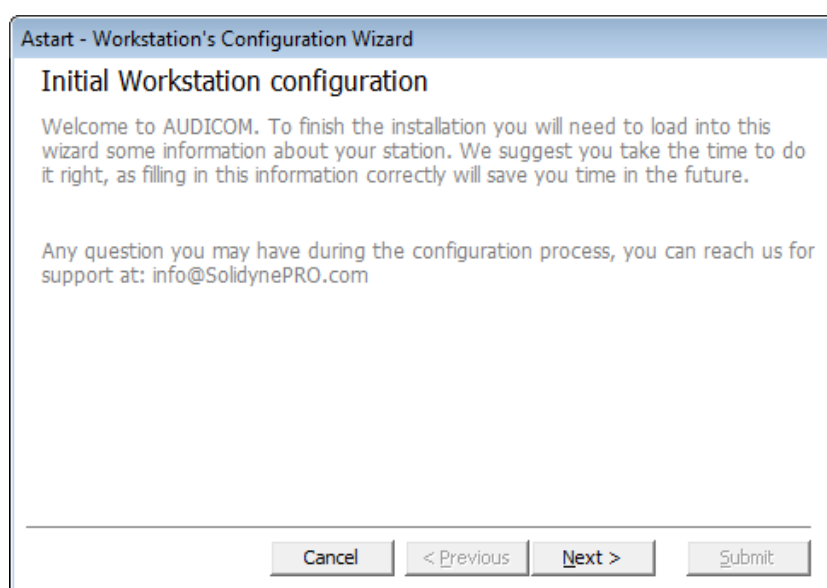 Astart - Workstation's Configuration Wizard
Initial Workstation configuration
Welcome to AUDICOM. To finish the installation you will need to load into this
wizard some information about your station. We suggest you take the time to do
it right, as filling in this information correctly will save you time in the future.
Any question you may have during the configuration process, you can reach us for
support at: info@SolidynePRO.com
Cancel < Previous Next > Submit